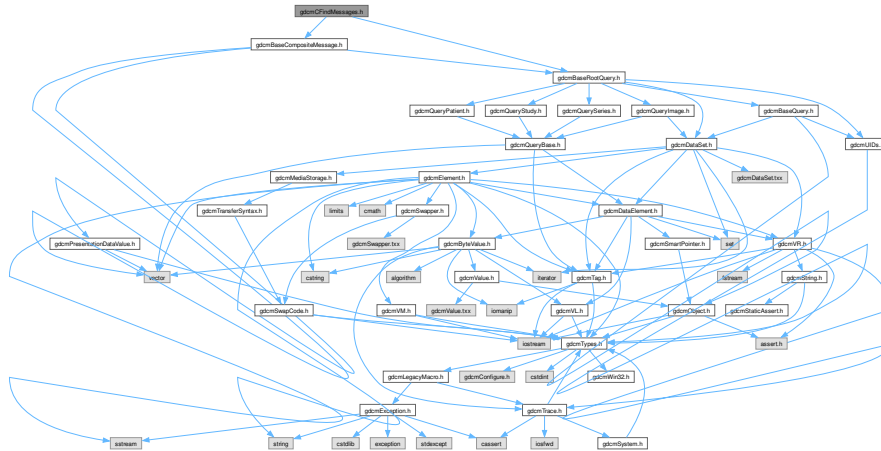 gdcmCFindMessages.h
gdcmBaseCompositeMessage.h
gdcmBaseRootQuery.h
gdcmQueryPatient.h
gdcmQueryStudy.h
gdcmQuerySeries.h
gdcmQueryImage.h
gdcmBaseQuery.h
gdcmQueryBase.h
gdcmDataSet.h
gdcmUIDs.h
gdcmMediaStorage.h
gdcmElement.h
gdcmDataSet.txx
gdcmTransferSyntax.h
limits
cmath
gdcmSwapper.h
gdcmDataElement.h
gdcmPresentationDataValue.h
gdcmSwapper.txx
gdcmByteValue.h
gdcmSmartPointer.h
set
gdcmVR.h
vector
cstring
algorithm
gdcmValue.h
iterator
gdcmTag.h
fstream
gdcmString.h
gdcmSwapCode.h
gdcmVM.h
gdcmValue.txx
iomanip
gdcmVL.h
gdcmObject.h
gdcmStaticAssert.h
iostream
gdcmTypes.h
assert.h
gdcmLegacyMacro.h
gdcmConfigure.h
cstdint
gdcmWin32.h
gdcmException.h
gdcmTrace.h
sstream
string
cstdlib
exception
stdexcept
cassert
iosfwd
gdcmSystem.h